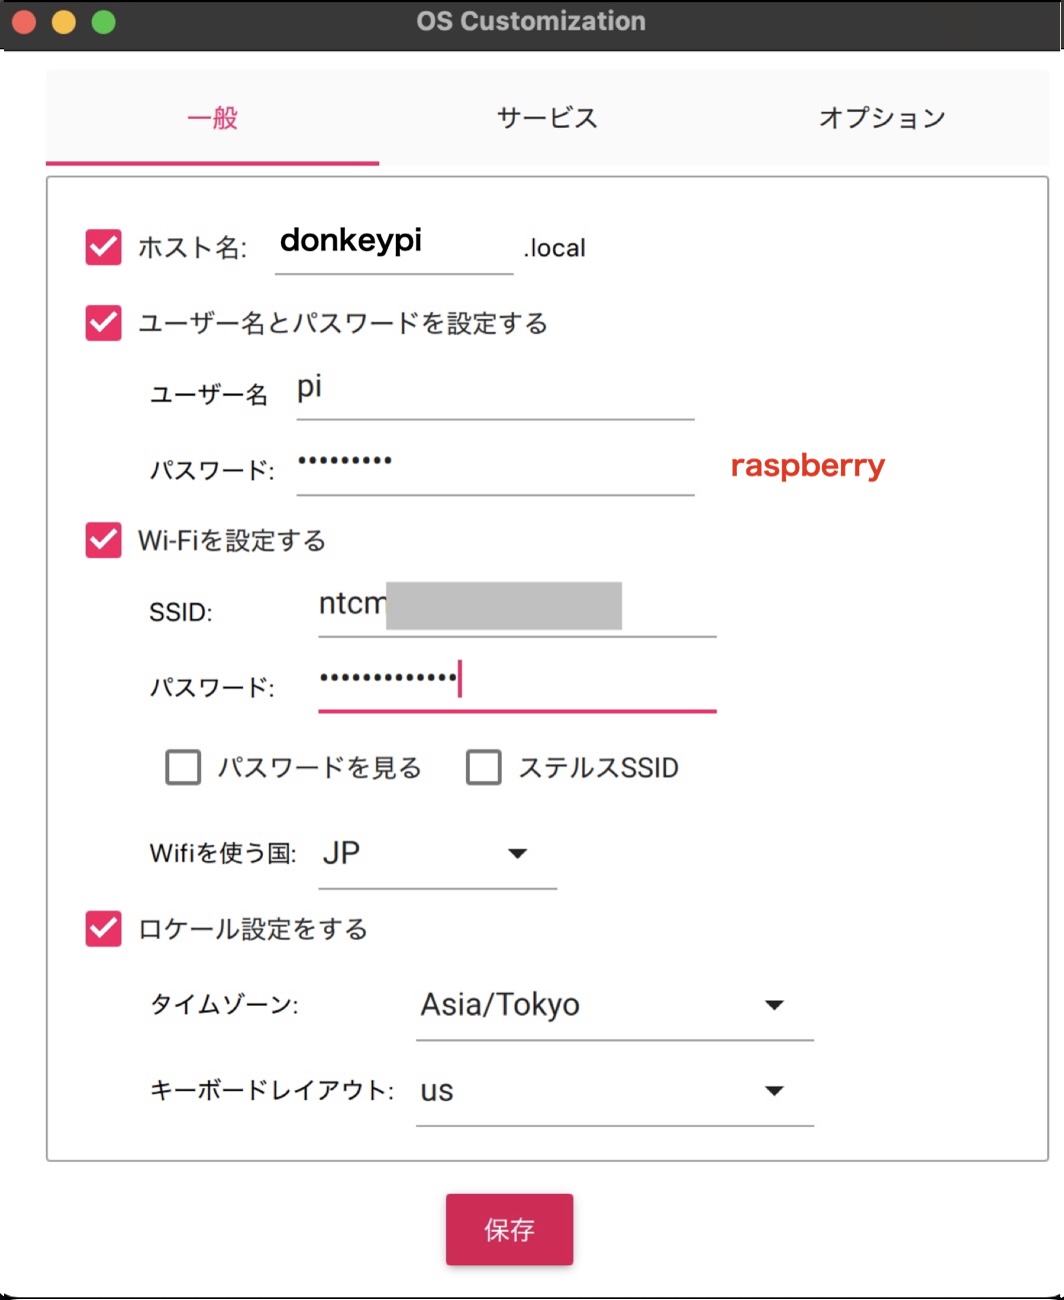 OS Customization
一般 サービス オプション
ホスト名: donkeypi .local
ユーザー名とパスワードを設定する
ユーザー名 pi
パスワード: ••••••••• raspberry
Wi-Fiを設定する
SSID: ntcm
パスワード: •••••••••••••
パスワードを見る ステルスSSID
Wifiを使う国: JP
ロケール設定をする
タイムゾーン: Asia/Tokyo
キーボードレイアウト: us
保存